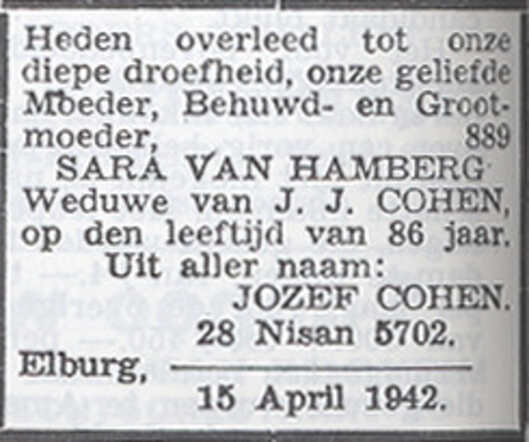 Heden overleed tot onze
diepe droefheid, onze geliefde
Moeder, Behuwd- en Groot-
moeder, 889
SARA VAN HAMBERG
Weduwe van J. J. COHEN,
op den leeftijd van 86 jaar.
Uit aller naam:
JOZEF COHEN.
28 Nisan 5702.
Elburg,
15 April 1942.